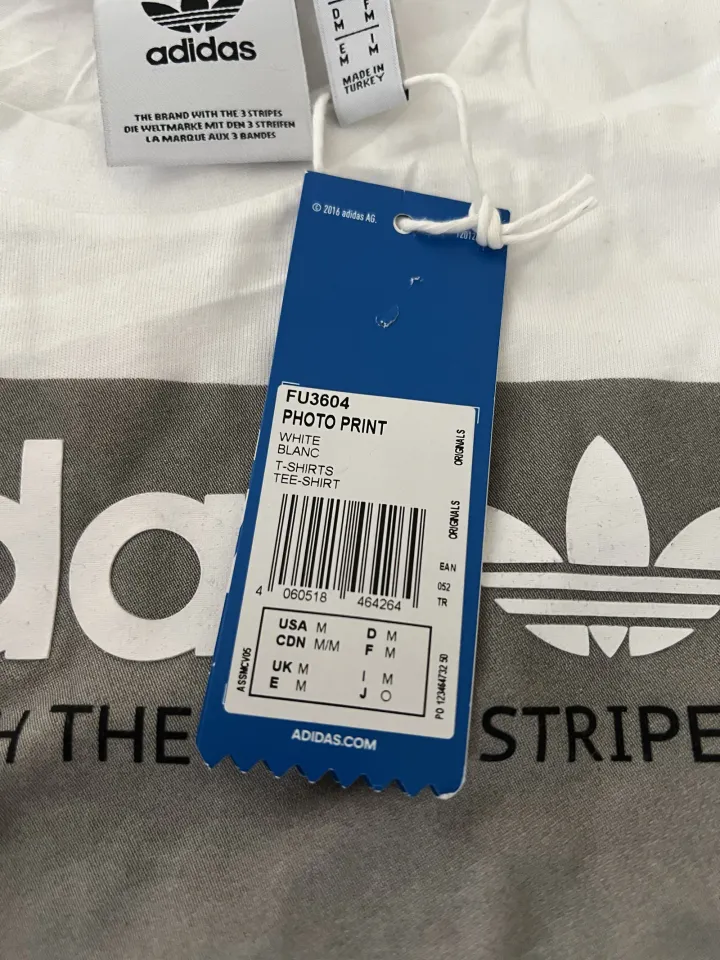 adidas
THE BRAND WITH THE 3 STRIPES
DIE WELTMARKE MIT DEN 3 STREIFEN
LA MARQUE AUX 3 BANDES
D M
F M
E M
I M
MADE IN
TURKEY
© 2016 adidas AG.
FU3604
PHOTO PRINT
WHITE
BLANC
T-SHIRTS
TEE-SHIRT
ORIGINALS
ORIGINALS
EAN
052
TR
4 060518 464264
USA M
CDN M/M
UK M
E M
D M
F M
I M
J O
ASSMCV05
PO 123464732 50
ADIDAS.COM
da
THE STRIPE